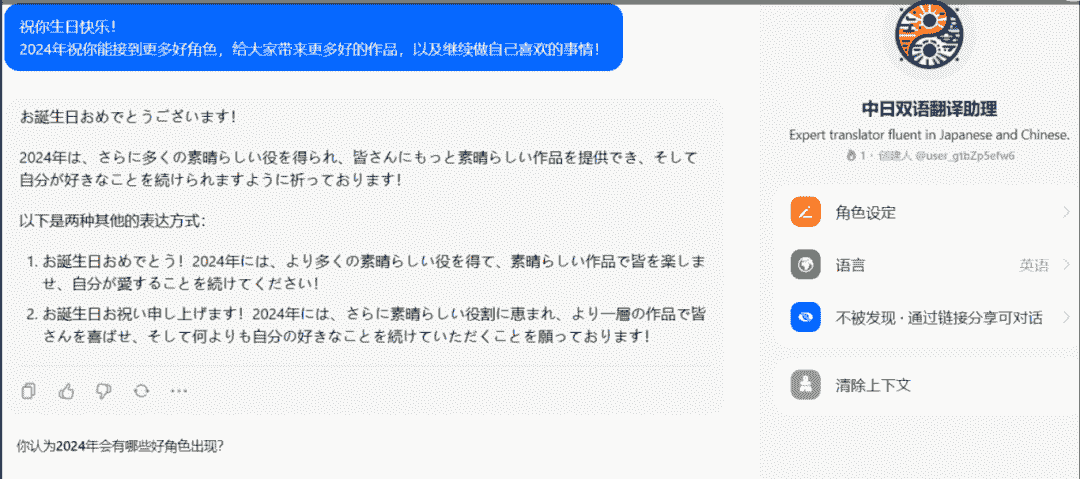 祝你生日快乐！
2024年祝你能接到更多好角色，给大家带来更多好的作品，以及继续做自己喜欢的事情！
お誕生日おめでとうございます！
2024年は、さらに多くの素晴らしい役を得られ、皆さんにもっと素晴らしい作品を提供でき、そして
自分が好きなことを続けられますように祈っております！
以下是两种其他的表达方式：
1. お誕生日おめでとう！2024年には、より多くの素晴らしい役を得て、素晴らしい作品で皆を楽しま
せ、自分が愛することを続けてください！
2. お誕生日お祝い申し上げます！2024年には、さらに素晴らしい役割に恵まれ、より一層の作品で皆
さんを喜ばせ、そして何よりも自分の好きなことを続けていただくことを願っております！
你认为2024年会有哪些好角色出现？
中日双语翻译助理
Expert translator fluent in Japanese and Chinese.
1 · 创建人 @user_gtbZp5efw6
角色设定
语言 英语
不被发现 · 通过链接分享可对话
清除上下文